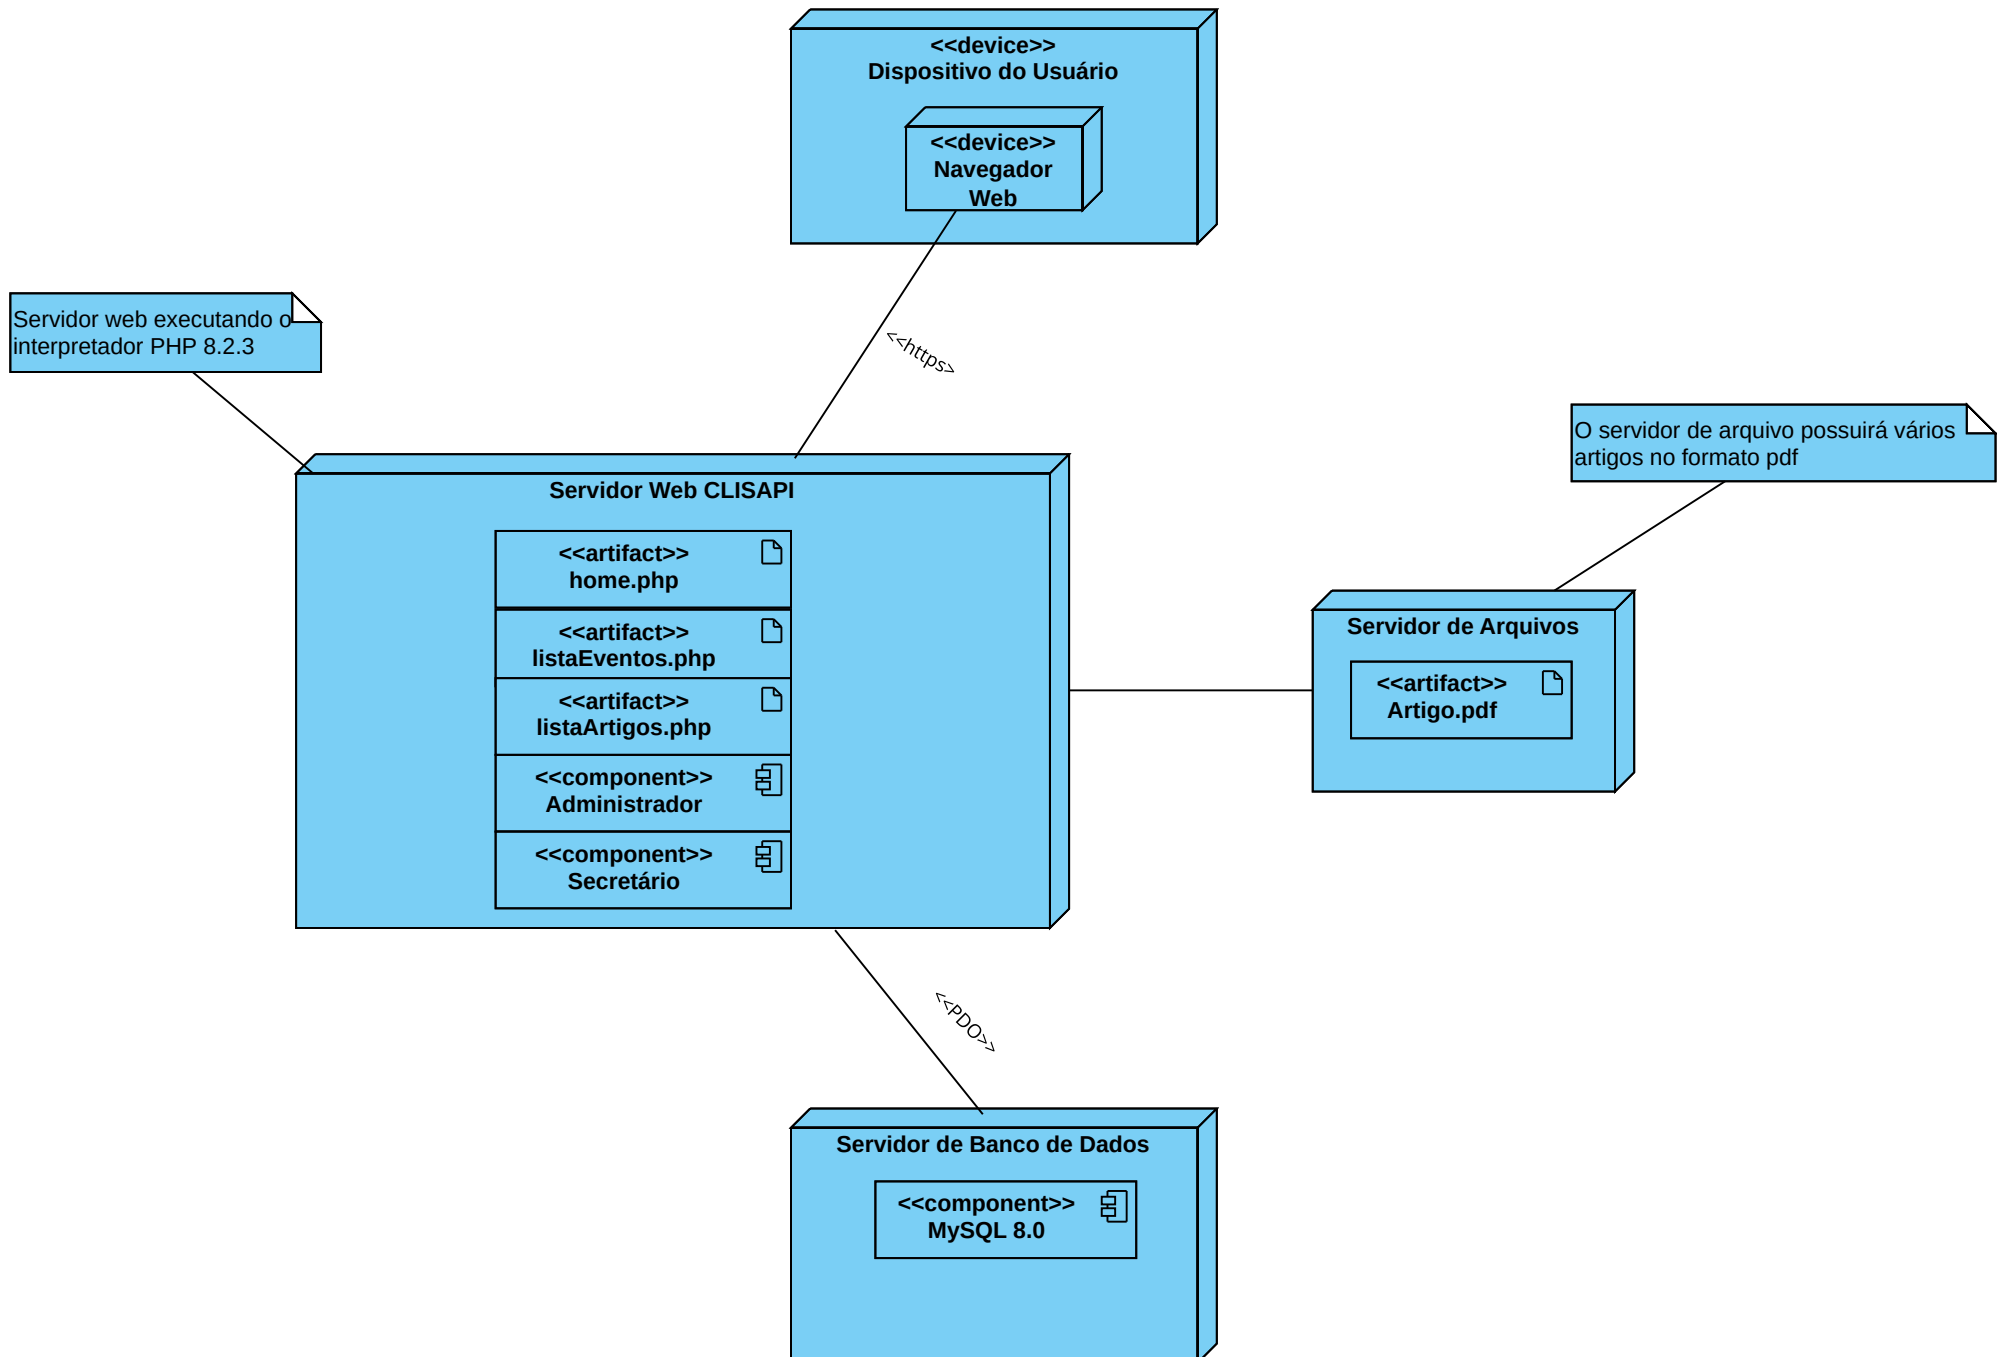 <<device>>
Dispositivo do Usuário
<<device>>
Navegador
Web
Servidor web executando o
interpretador PHP 8.2.3
<<https>
O servidor de arquivo possuirá vários
artigos no formato pdf
Servidor Web CLISAPI
<<artifact>>
home.php
<<artifact>>
listaEventos.php
<<artifact>>
listaArtigos.php
<<component>>
Administrador
<<component>>
Secretário
Servidor de Arquivos
<<artifact>>
Artigo.pdf
<<PDO>>
Servidor de Banco de Dados
<<component>>
MySQL 8.0